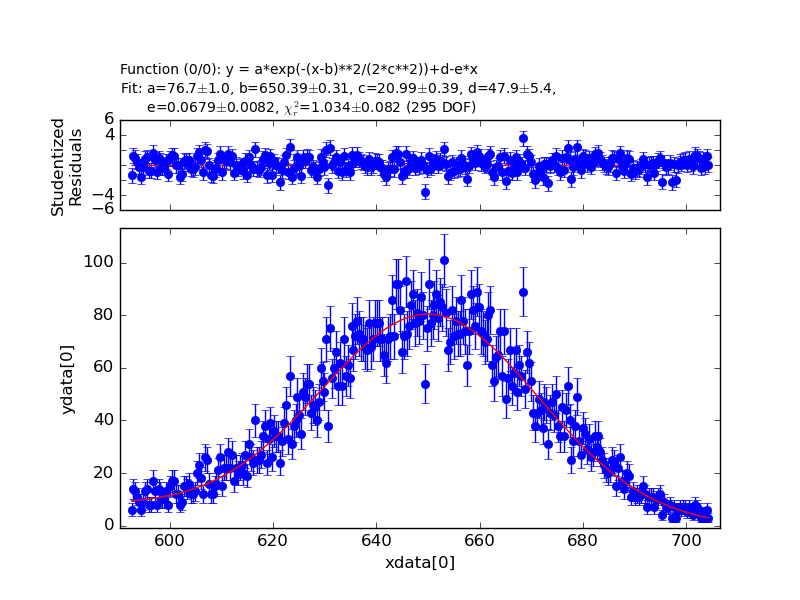 Function (0/0): y = a*exp(-(x-b)**2/(2*c**2))+d-e*x
Fit: a=76.7±1.0, b=650.39±0.31, c=20.99±0.39, d=47.9±5.4,
e=0.0679±0.0082, χ²ᵣ=1.034±0.082 (295 DOF)
Studentized
Residuals
6
4
−4
−6
ydata[0]
100
80
60
40
20
0
600 620 640 660 680 700
xdata[0]